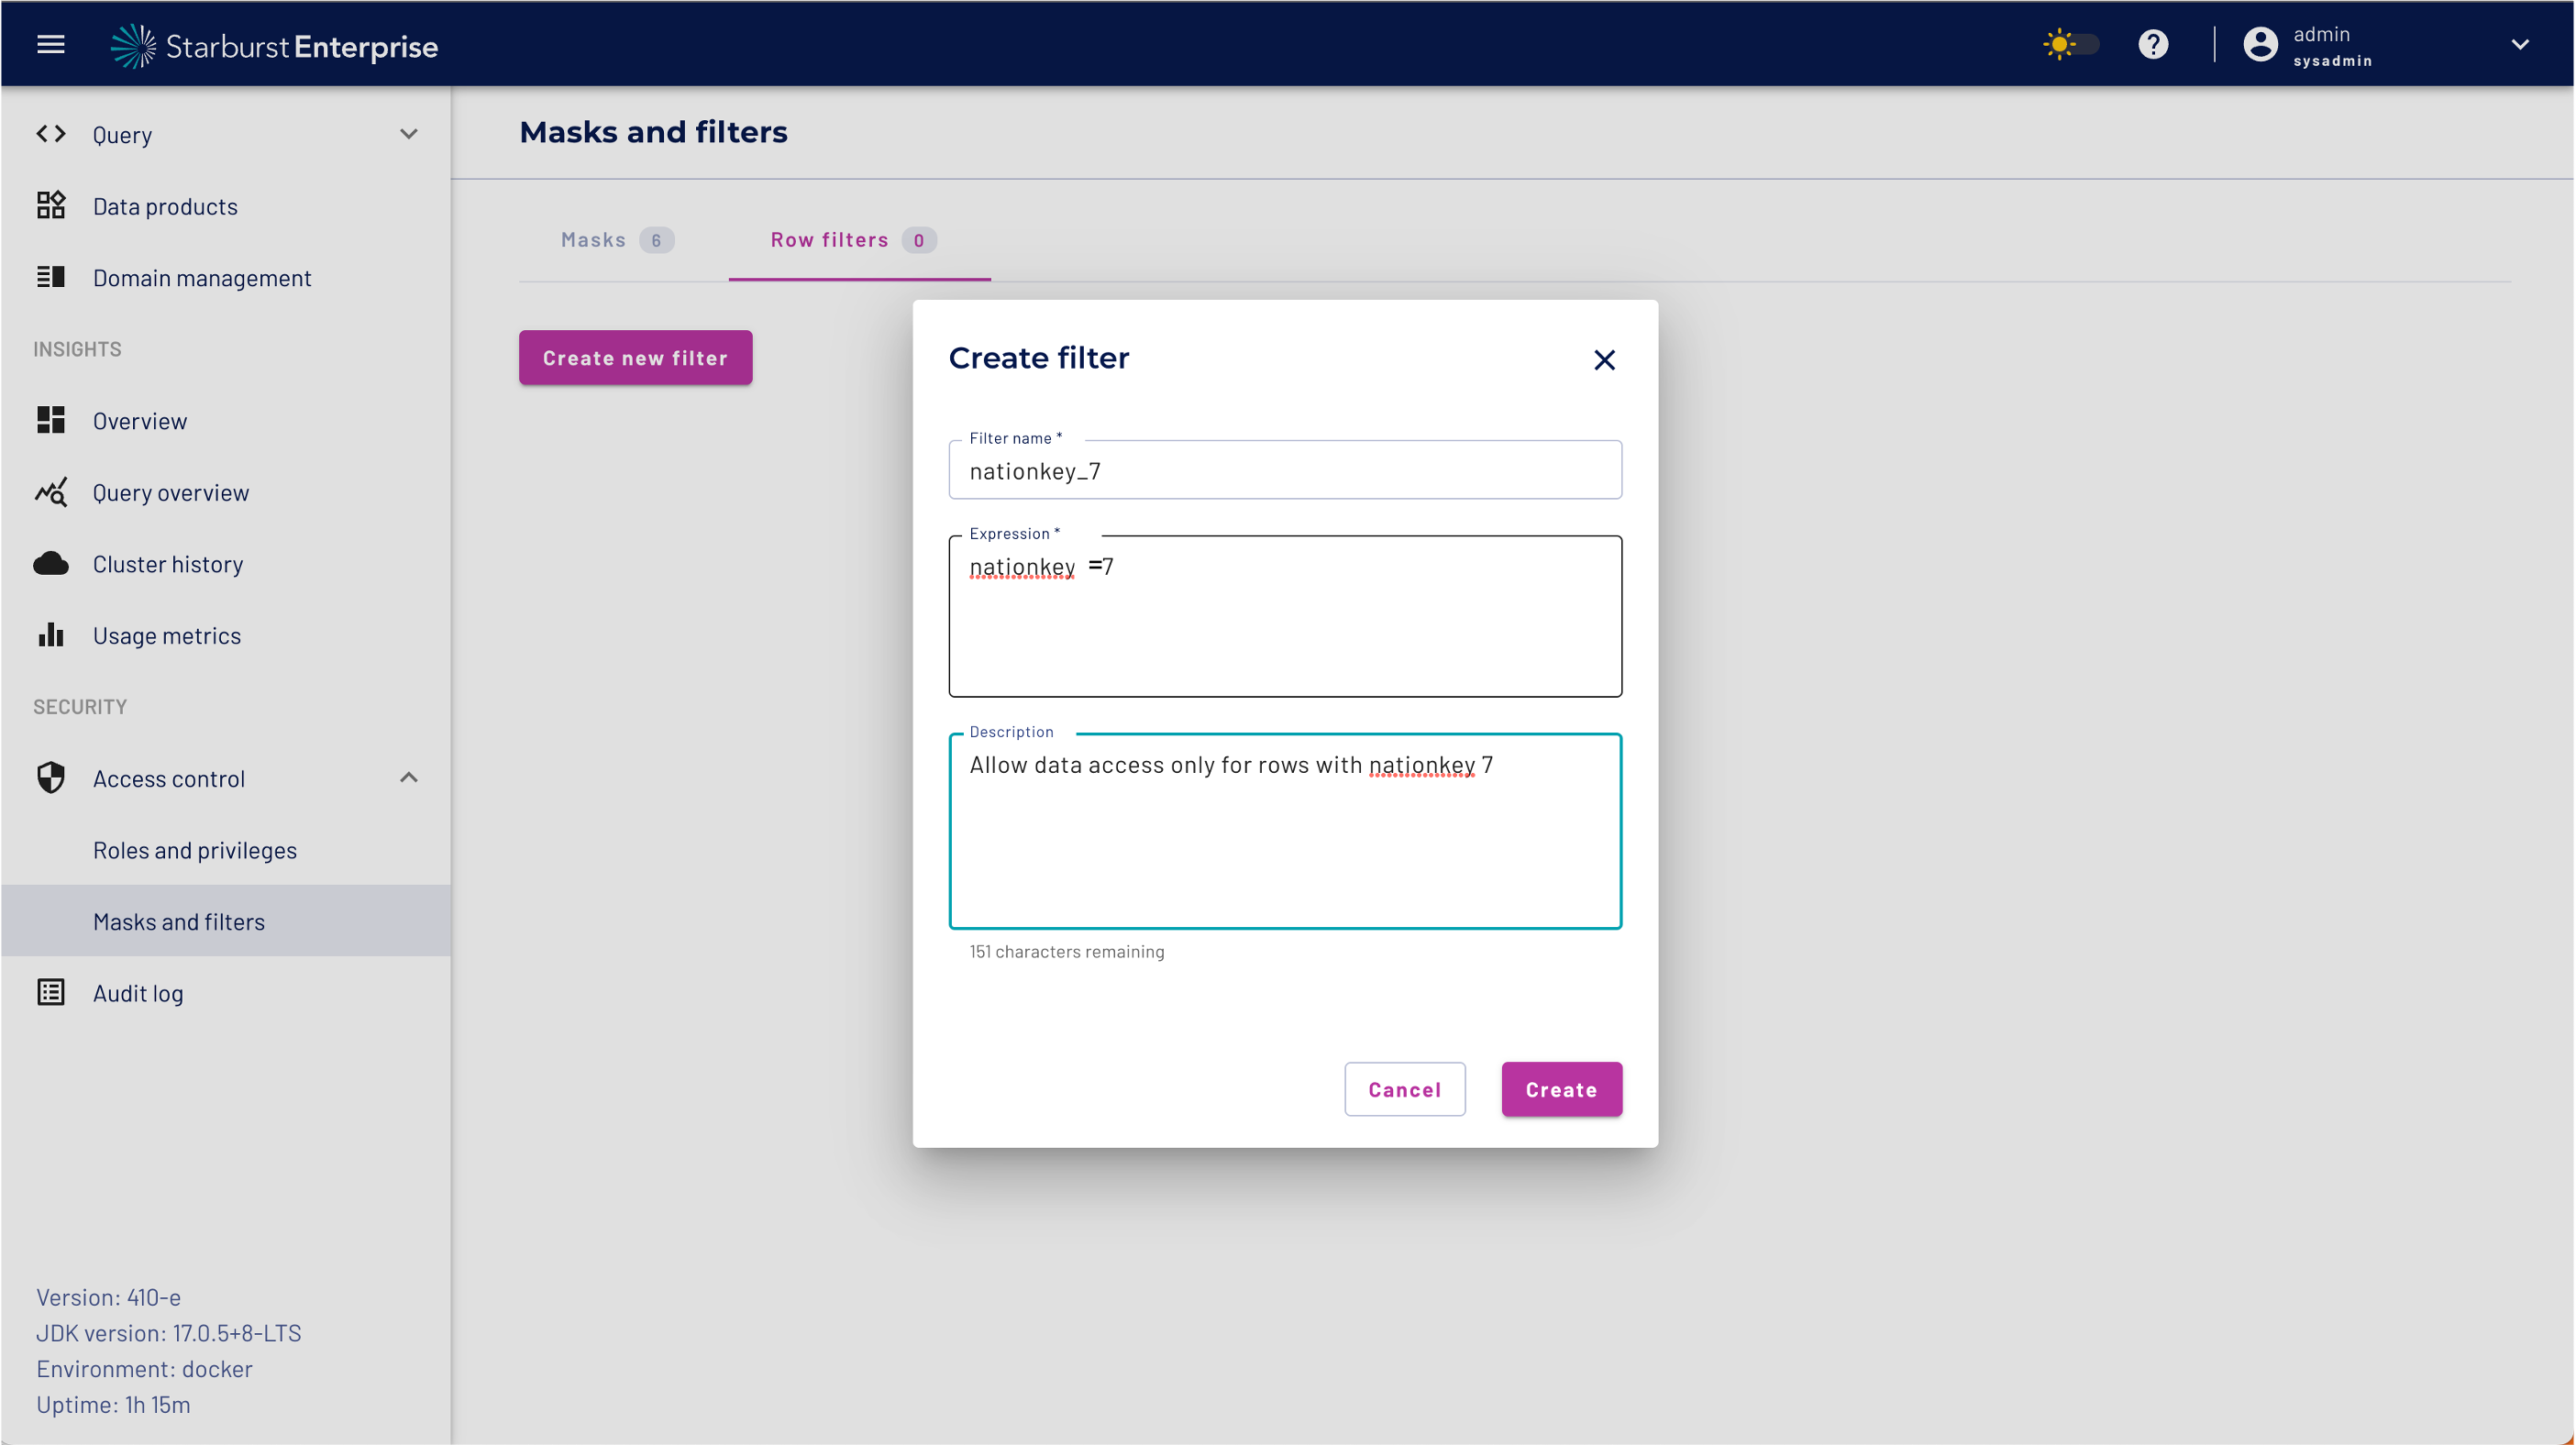 Starburst Enterprise
admin
sysadmin
Query
Data products
Domain management
INSIGHTS
Overview
Query overview
Cluster history
Usage metrics
SECURITY
Access control
Roles and privileges
Masks and filters
Audit log
Version: 410-e
JDK version: 17.0.5+8-LTS
Environment: docker
Uptime: 1h 15m
Masks and filters
Masks 6 Row filters 0
Create new filter
Create filter
Filter name *
nationkey_7
Expression *
nationkey =7
Description
Allow data access only for rows with nationkey 7
151 characters remaining
Cancel Create